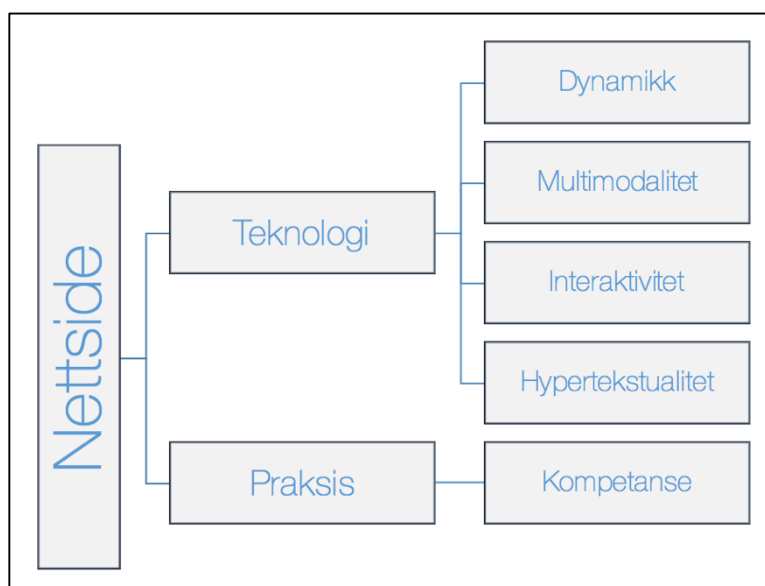 Nettside
Teknologi
Dynamikk
Multimodalitet
Interaktivitet
Hypertekstualitet
Praksis
Kompetanse